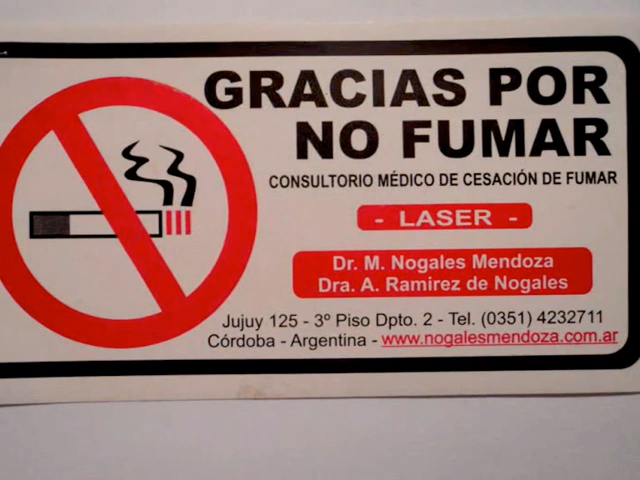 GRACIAS POR
NO FUMAR
CONSULTORIO MÉDICO DE CESACIÓN DE FUMAR
- LASER -
Dr. M. Nogales Mendoza
Dra. A. Ramirez de Nogales
Jujuy 125 - 3º Piso Dpto. 2 - Tel. (0351) 4232711
Córdoba - Argentina - www.nogalesmendoza.com.ar